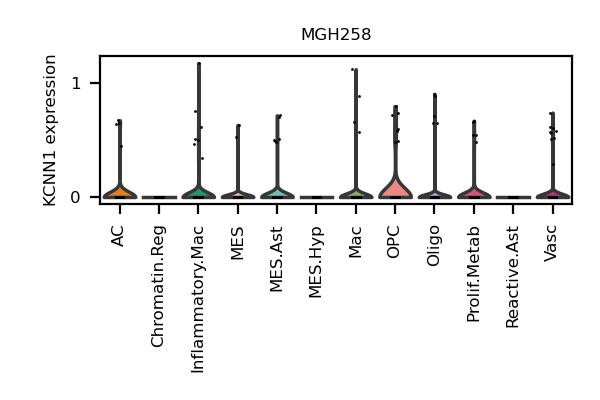 MGH258
KCNN1 expression
1
0
AC
Chromatin.Reg
Inflammatory.Mac
MES
MES.Ast
MES.Hyp
Mac
OPC
Oligo
Prolif.Metab
Reactive.Ast
Vasc